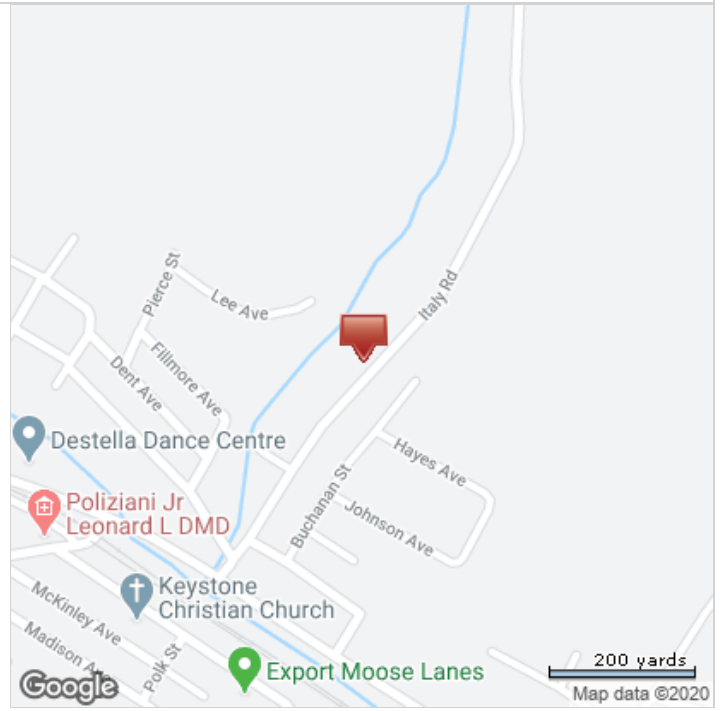 Italy Rd
Pierce St
Lee Ave
Fillmore Ave
Dent Ave
Destella Dance Centre
Hayes Ave
Buchanan St
Poliziani Jr
Leonard L DMD
Johnson Ave
Keystone
Christian Church
McKinley Ave
Madison Ave
Polk St
Export Moose Lanes
200 yards
Google
Map data ©2020